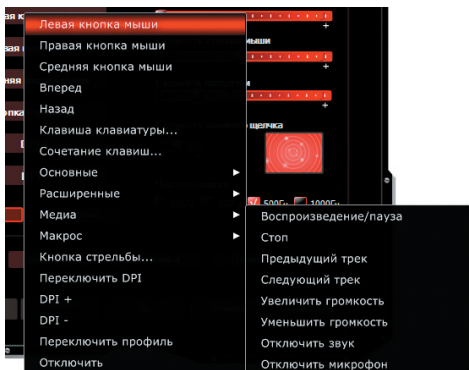 Левая кнопка мыши
Правая кнопка мыши
Средняя кнопка мыши
Вперед
Назад
Клавиша клавиатуры...
Сочетание клавиш...
Основные
Расширенные
Медиа
Макрос
Кнопка стрельбы...
Переключить DPI
DPI +
DPI -
Переключить профиль
Отключить
мыши
+
+
+
щелчка
500Гц 1000Гц
Воспроизведение/пауза
Стоп
Предыдущий трек
Следующий трек
Увеличить громкость
Уменьшить громкость
Отключить звук
Отключить микрофон